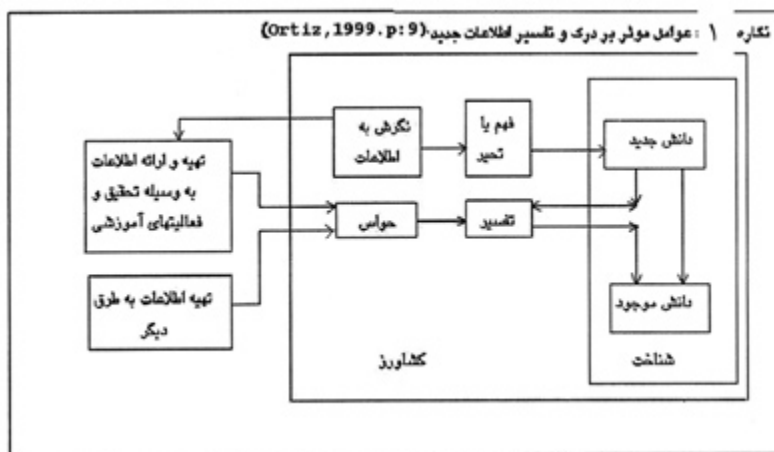 نگاره ۱ : عوامل موثر بر درک و تفسیر اطلاعات جدید (Ortiz,1999.p:9)
نگرش به
اطلاعات
فهم یا
تحیر
دانش جدید
تهیه و ارائه اطلاعات
به وسیله تحقیق و
فعالیتهای آموزشی
حواس
تفسیر
تهیه اطلاعات به طرق
دیگر
دانش موجود
کشاورز
شناخت